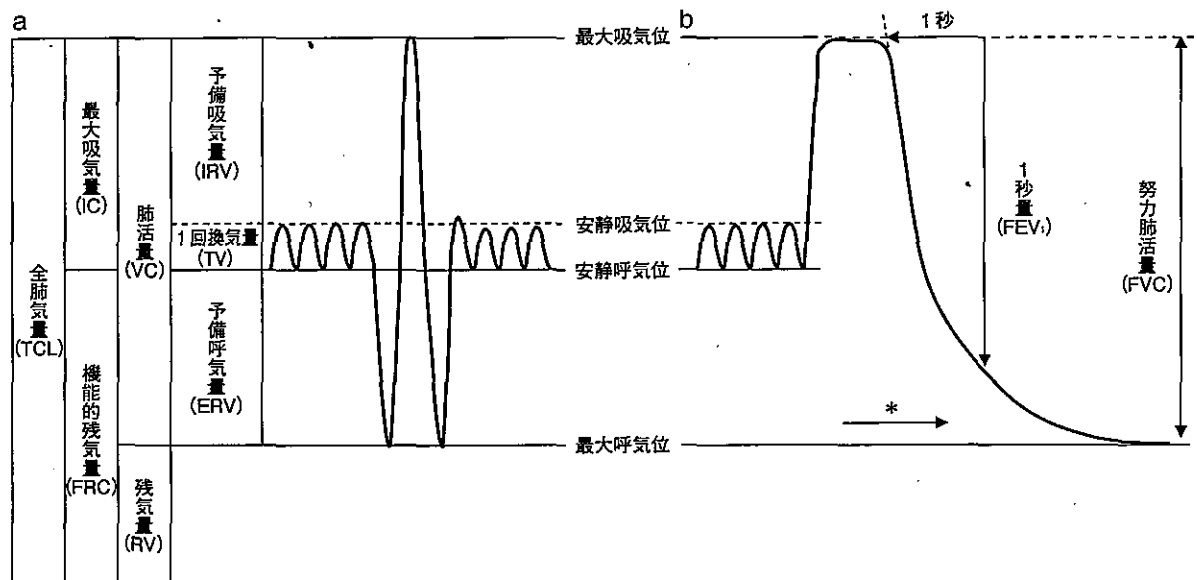 a
全肺気量
(TCL)
最大吸気量
(IC)
機能的残気量
(FRC)
肺活量
(VC)
残気量
(RV)
予備吸気量
(IRV)
1回換気量
(TV)
予備呼気量
(ERV)
最大吸気位
安静吸気位
安静呼気位
最大呼気位
b
1秒
1秒量
(FEV₁)
努力肺活量
(FVC)
*